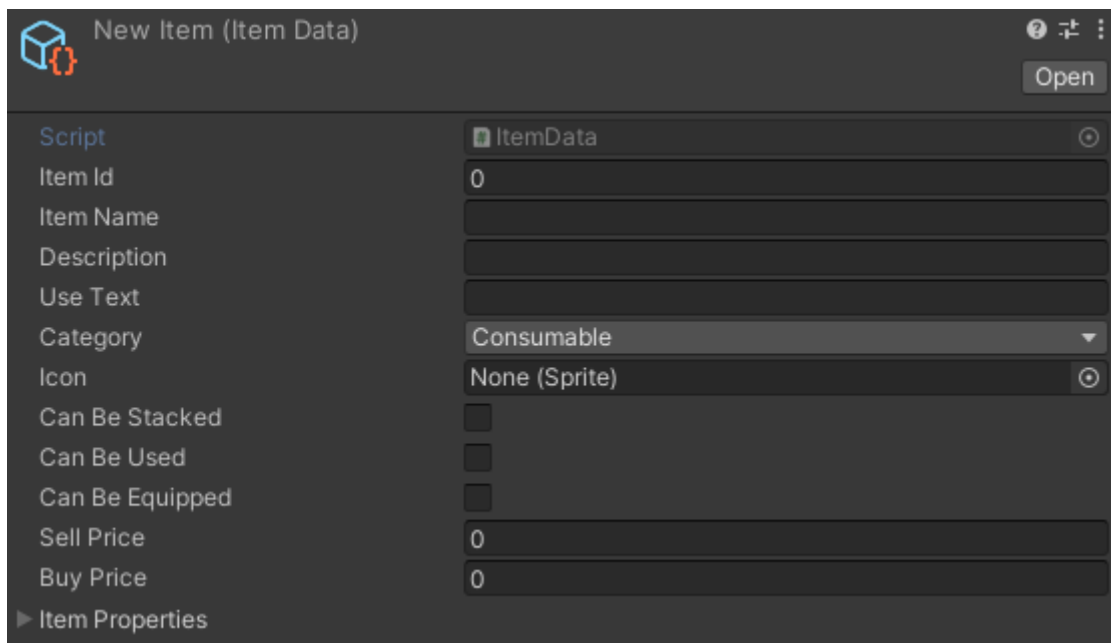 New Item (Item Data)
Open
Script ItemData
Item Id 0
Item Name
Description
Use Text
Category Consumable
Icon None (Sprite)
Can Be Stacked
Can Be Used
Can Be Equipped
Sell Price 0
Buy Price 0
Item Properties